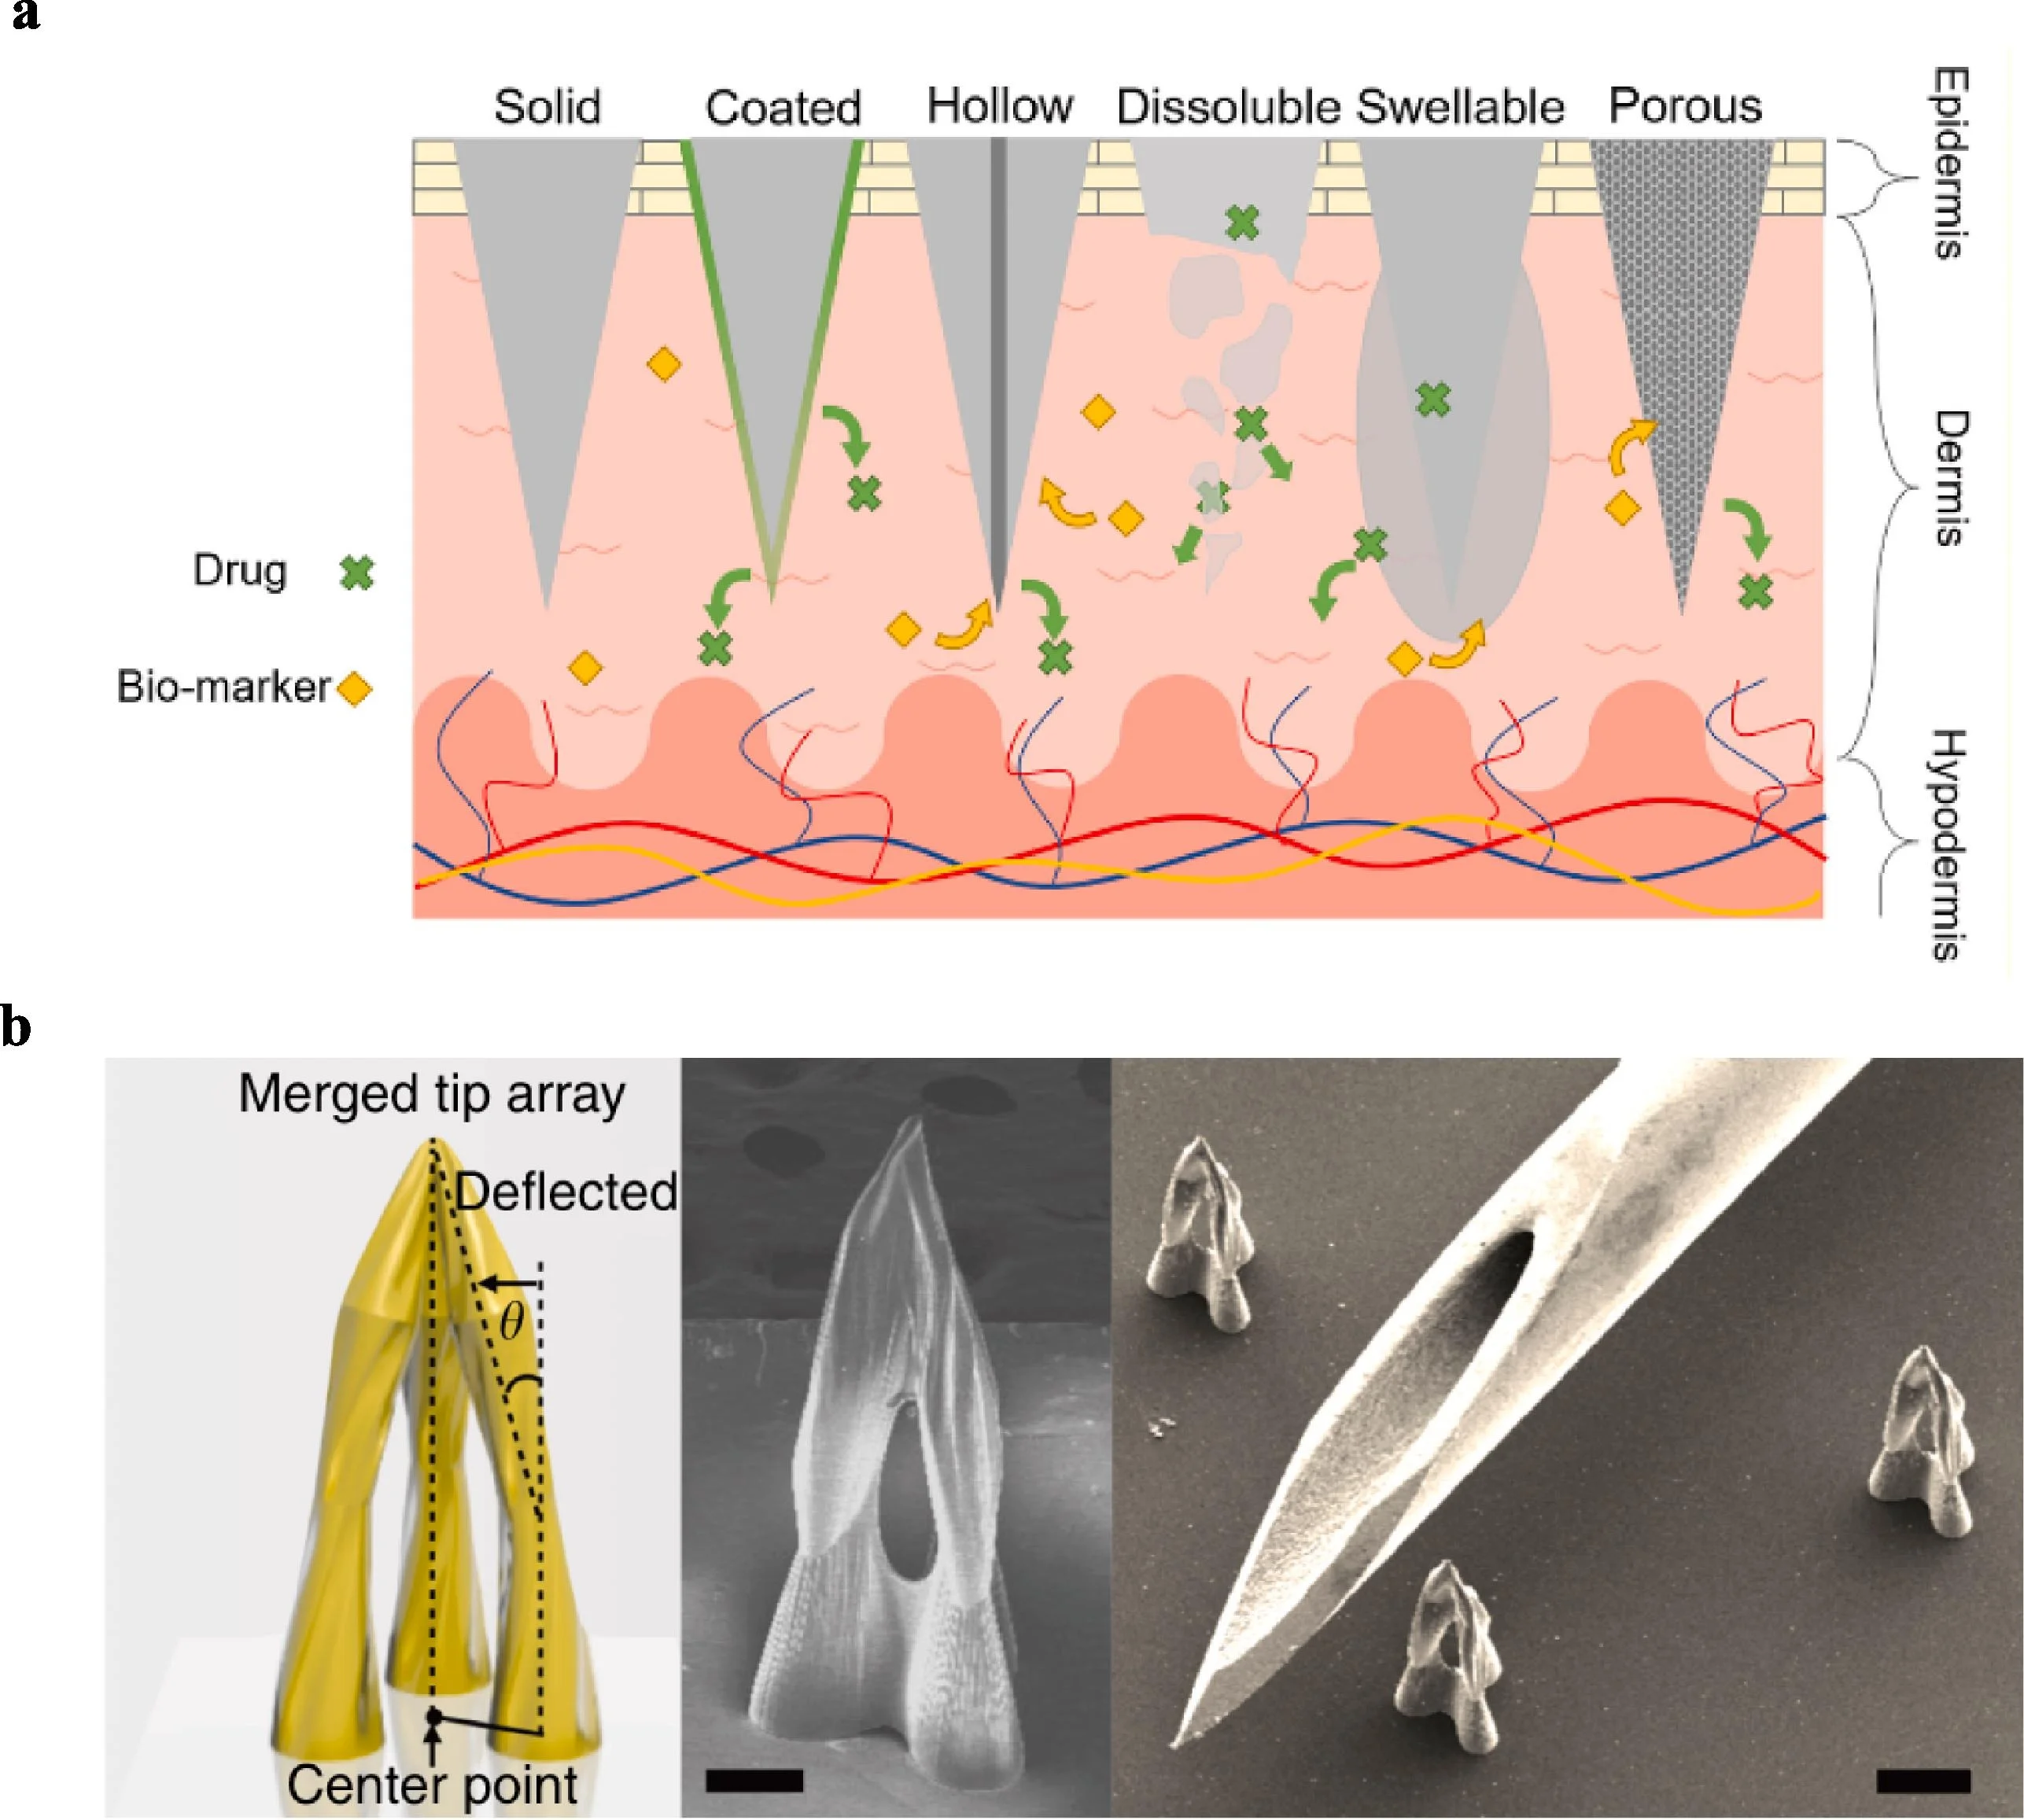 a
Solid Coated Hollow Dissoluble Swellable Porous
Epidermis
Dermis
Hypodermis
Drug
Bio-marker
b
Merged tip array
Deflected
θ
Center point